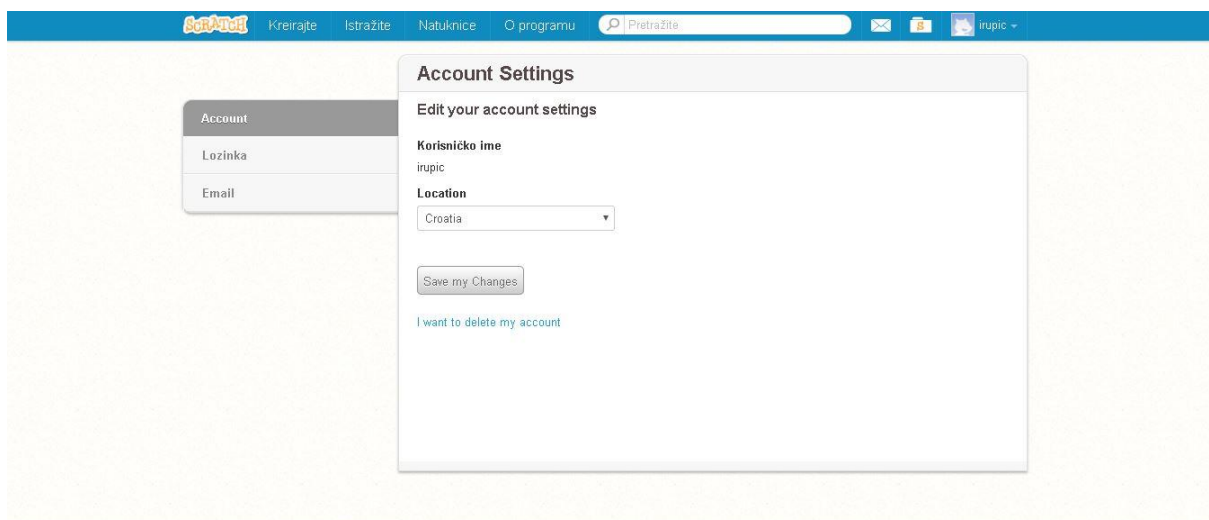 SCRATCH Kreirajte Istražite Natuknice O programu Pretražite irupic
Account Settings
Account
Lozinka
Email
Edit your account settings
Korisničko ime
irupic
Location
Croatia
Save my Changes
I want to delete my account